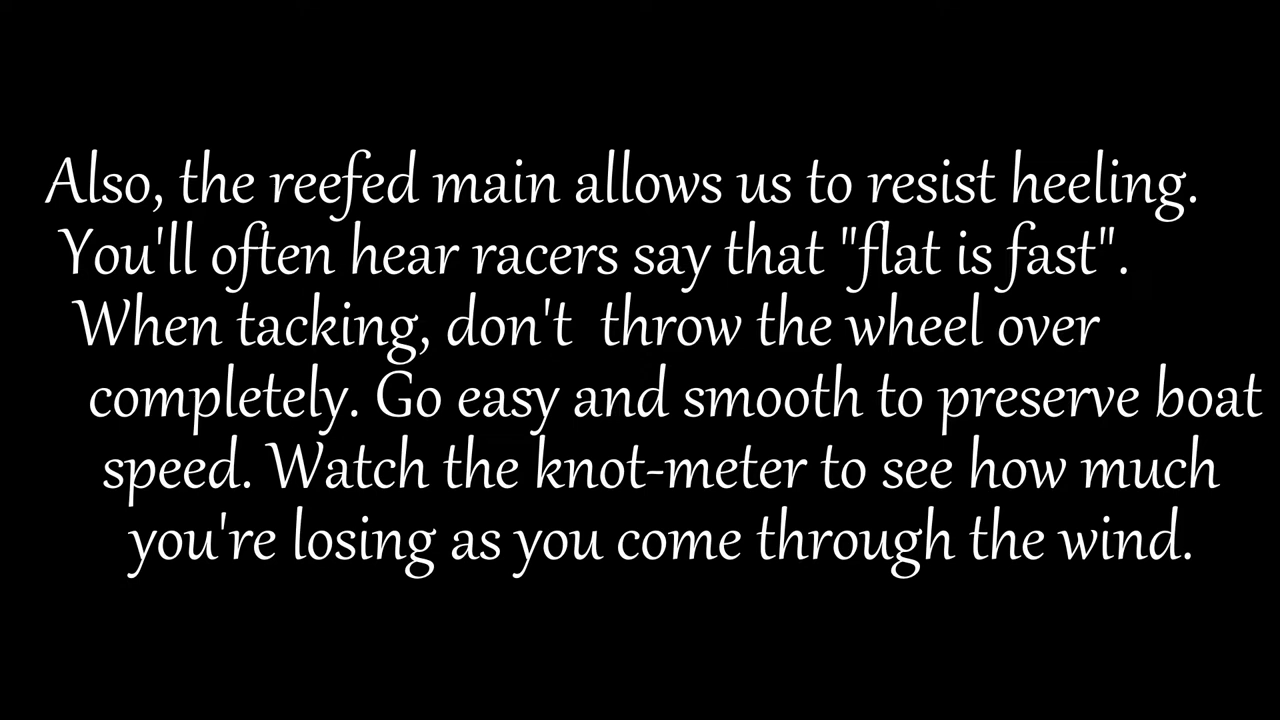 Also, the reefed main allows us to resist heeling.
You'll often hear racers say that "flat is fast".
When tacking, don't  throw the wheel over
completely. Go easy and smooth to preserve boat
speed. Watch the knot-meter to see how much
you're losing as you come through the wind.